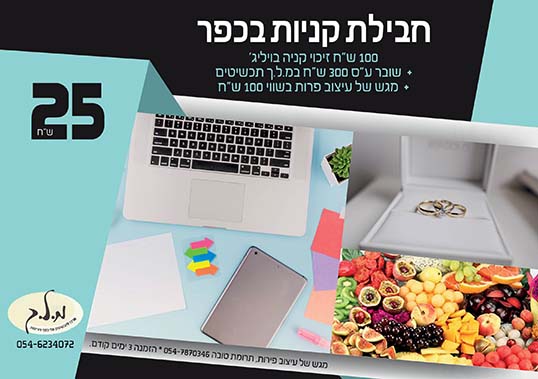 חבילת קניות בכפר
100 ש״ח זיכוי קניה בויליג׳
+ שובר ע״ס 300 ש״ח במ.ל.ך תכשיטים
+ מגש של עיצוב פרות בשווי 100 ש״ח
25
ש״ח
מ.ל.ך
054-6234072
מגש של עיצוב פירות, תרומת טובה 054-7870346 * הזמנה 3 ימים קודם.